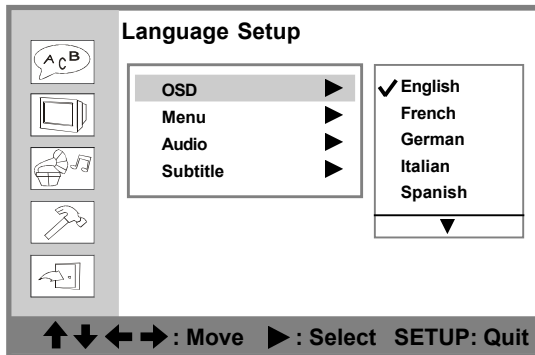 Language Setup
A C B
OSD
Menu
Audio
Subtitle
English
French
German
Italian
Spanish
: Move : Select SETUP: Quit